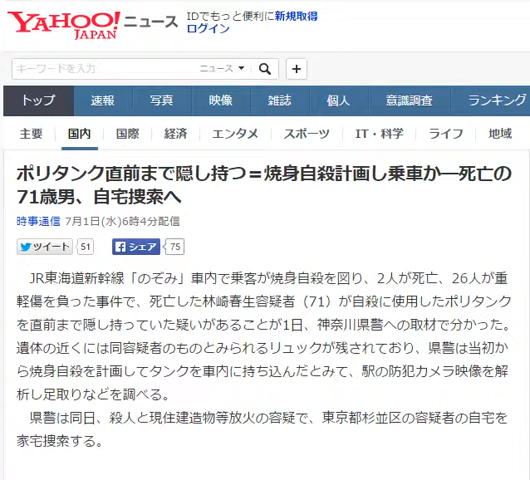 YAHOO! ニュース
JAPAN
IDでもっと便利に新規取得
ログイン
キーワードを入力 ニュース
トップ 速報 写真 映像 雑誌 個人 意識調査 ランキング
主要 国内 国際 経済 エンタメ スポーツ IT・科学 ライフ 地域
ポリタンク直前まで隠し持つ＝焼身自殺計画し乗車か―死亡の
71歳男、自宅捜索へ
時事通信 7月1日(水)6時4分配信
ツイート 51 シェア 75
JR東海道新幹線「のぞみ」車内で乗客が焼身自殺を図り、2人が死亡、26人が重
軽傷を負った事件で、死亡した林崎春生容疑者（71）が自殺に使用したポリタンク
を直前まで隠し持っていた疑いがあることが1日、神奈川県警への取材で分かった。
遺体の近くには同容疑者のものとみられるリュックが残されており、県警は当初か
ら焼身自殺を計画してタンクを車内に持ち込んだとみて、駅の防犯カメラ映像を解
析し足取りなどを調べる。
県警は同日、殺人と現住建造物等放火の容疑で、東京都杉並区の容疑者の自宅を
家宅捜索する。